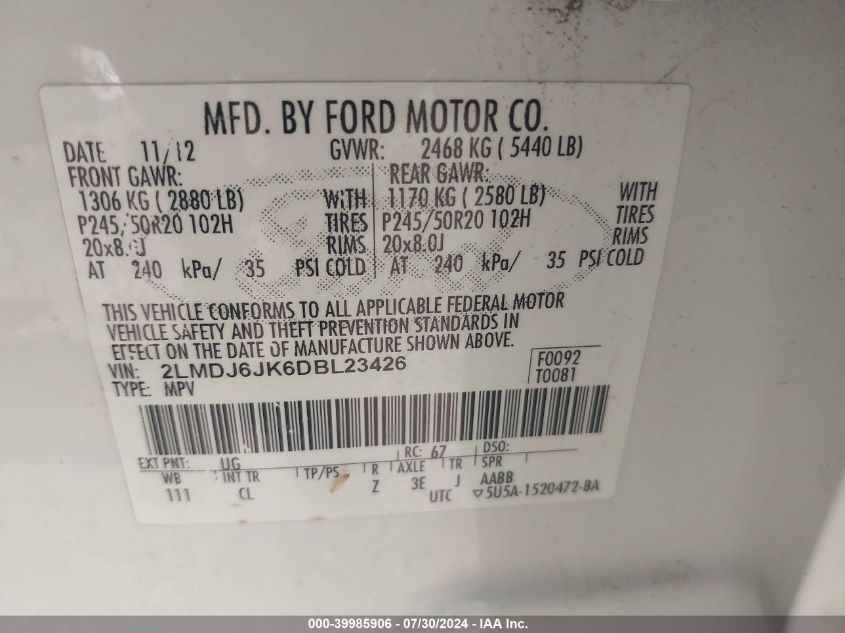 MFD. BY FORD MOTOR CO.
DATE 11/12 GVWR: 2468 KG ( 5440 LB)
FRONT GAWR: REAR GAWR:
1306 KG ( 2880 LB) WITH 1170 KG ( 2580 LB) WITH
P245/50R20 102H TIRES P245/50R20 102H TIRES
20x8.0J RIMS 20x8.0J RIMS
AT 240 kPa/ 35 PSI COLD AT 240 kPa/ 35 PSI COLD
THIS VEHICLE CONFORMS TO ALL APPLICABLE FEDERAL MOTOR
VEHICLE SAFETY AND THEFT PREVENTION STANDARDS IN
EFFECT ON THE DATE OF MANUFACTURE SHOWN ABOVE.
VIN: 2LMDJ6JK6DBL23426 F0092
TYPE: MPV T0081
EXT PNT: UG RC: 67 DSO:
WB INT TR TP/PS R AXLE TR SPR
111 CL Z 3E J AABB
UTC ▽5U5A-1520472-BA
000-39985906 / 07/30/2024 - IAA Inc.